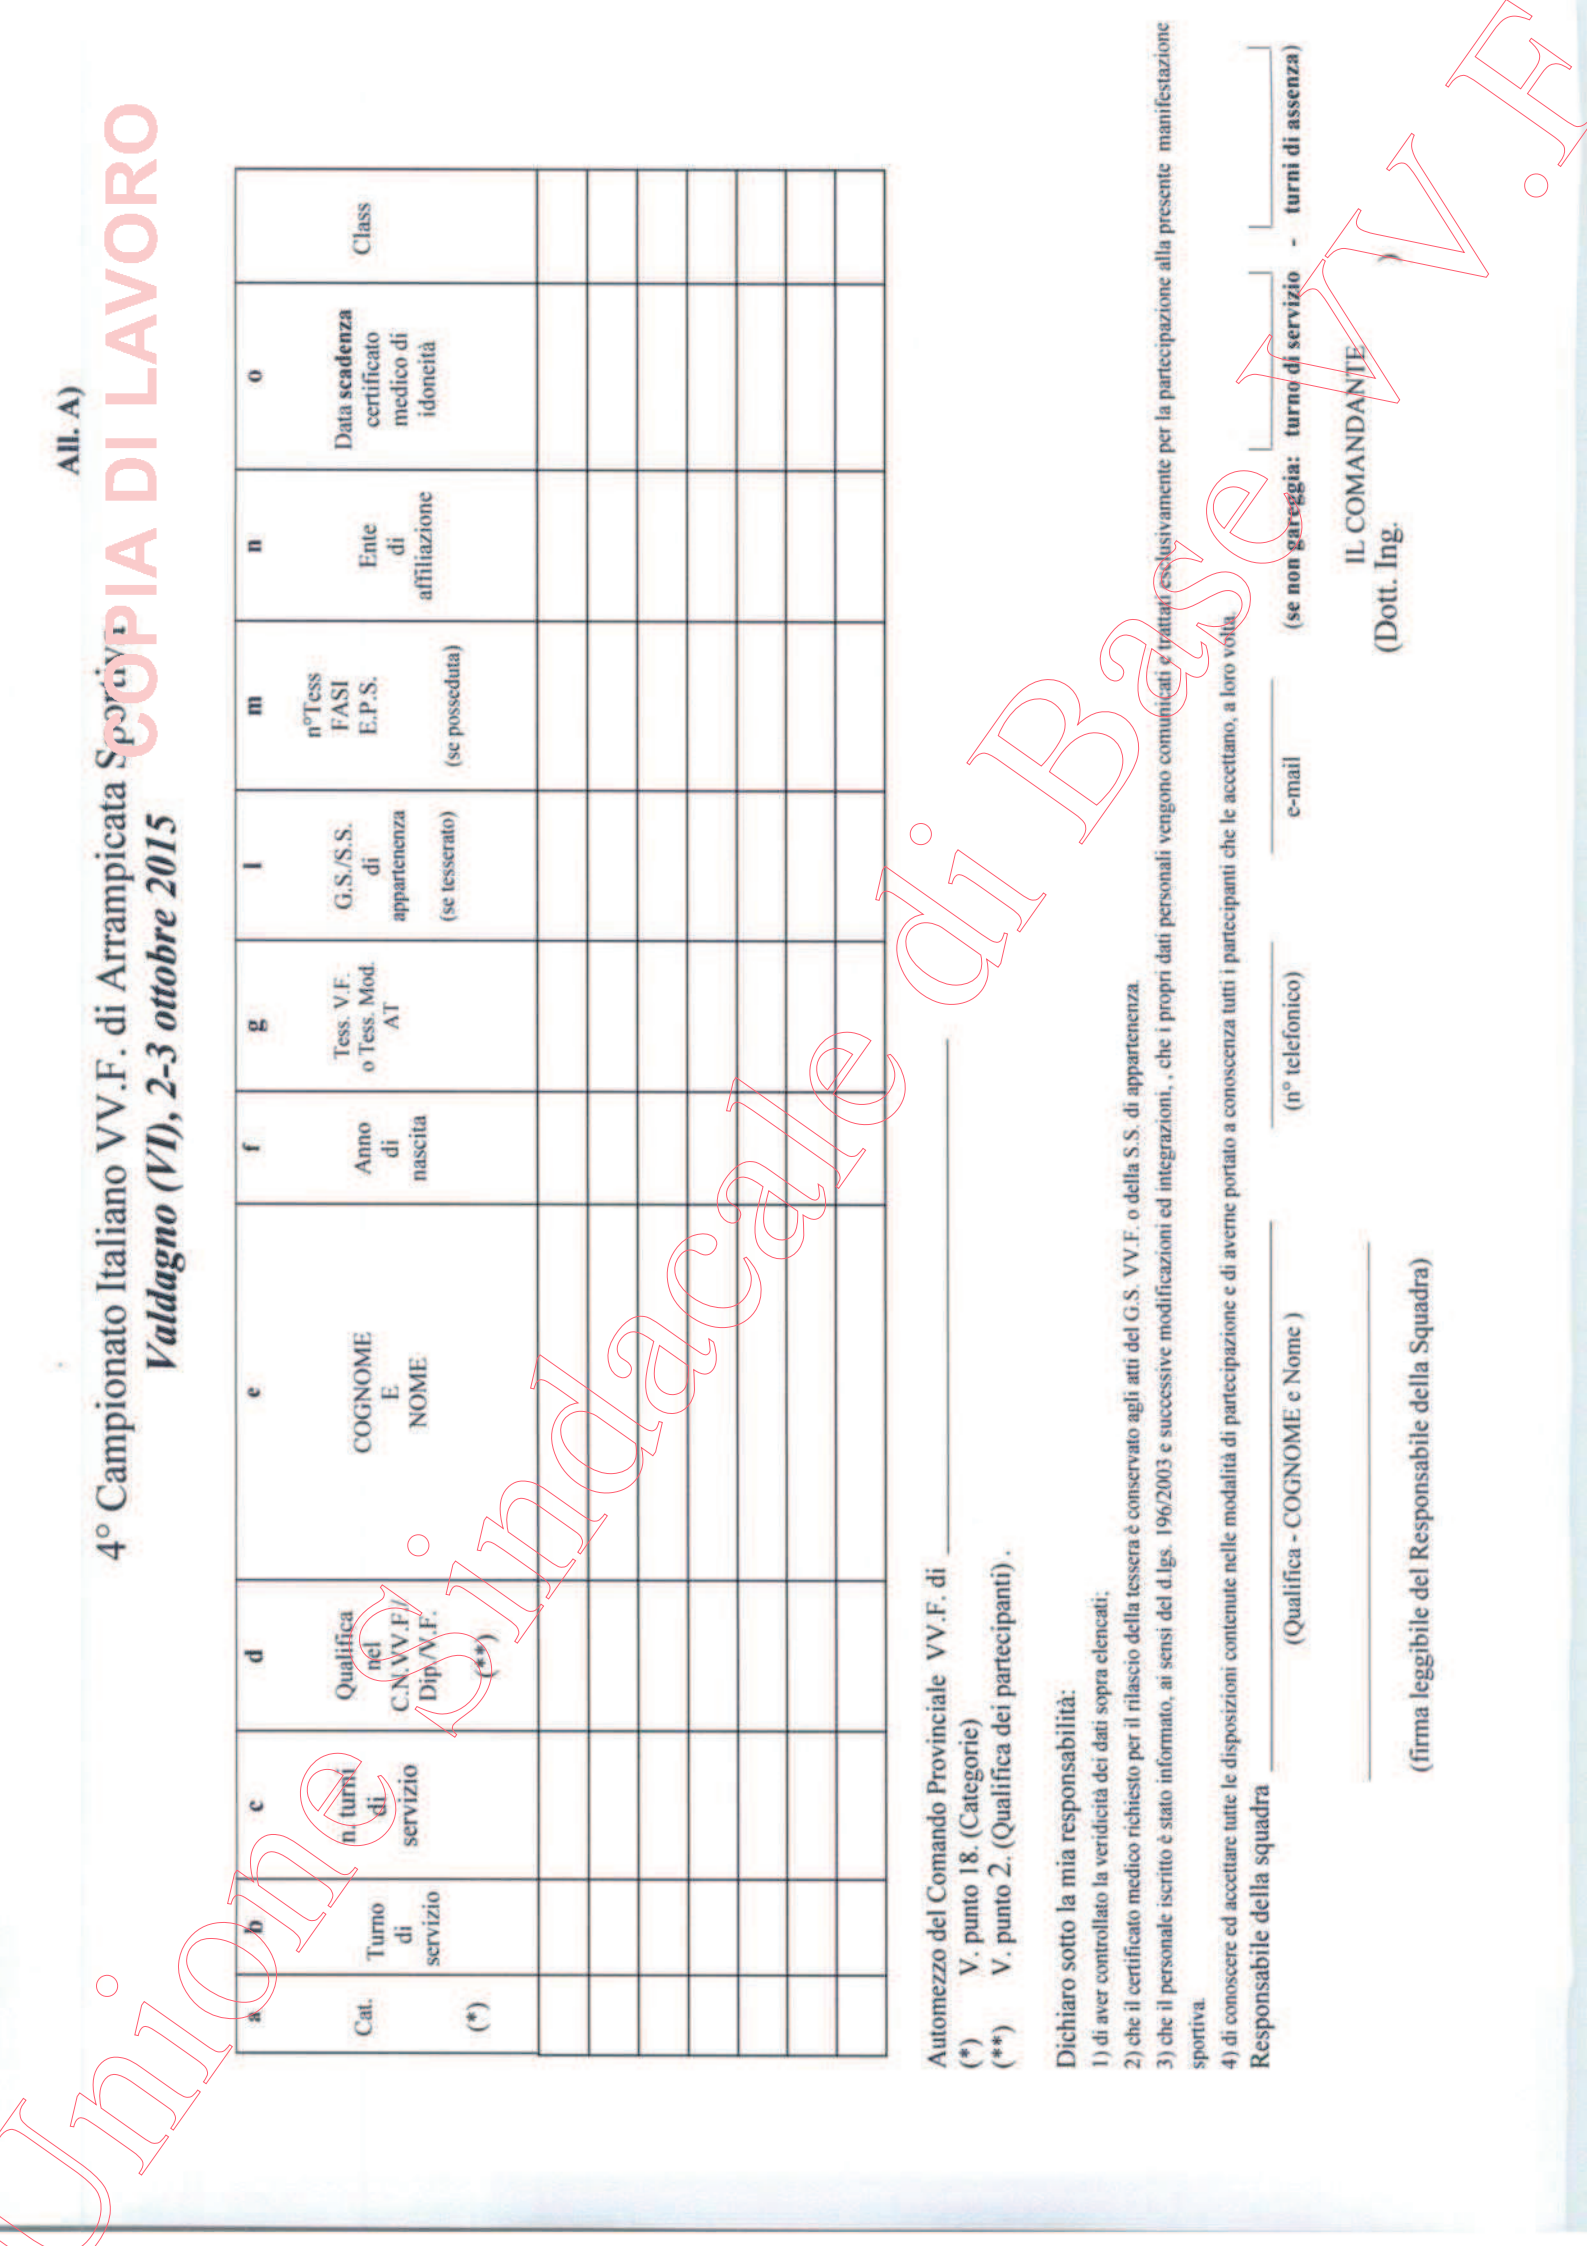 All. A)
COPIA DI LAVORO
4° Campionato Italiano VV.F. di Arrampicata Sportiva
Valdagno (VI), 2-3 ottobre 2015
a b c d e f g l m n o
Cat.
(*)
Turno
di
servizio
n. turni
di
servizio
Qualifica
nel
C.N.VV.F./
Dip.VV.F.
(**)
COGNOME
E
NOME
Anno
di
nascita
Tess. V.F.
o Tess. Mod.
AT
G.S./S.S.
di
appartenenza
(se tesserato)
n°Tess
FASI
E.P.S.
(se posseduta)
Ente
di
affiliazione
Data scadenza
certificato
medico di
idoneità
Class
Automezzo del Comando Provinciale VV.F. di
(*) V. punto 18. (Categorie)
(**) V. punto 2. (Qualifica dei partecipanti) .
Dichiaro sotto la mia responsabilità:
1) di aver controllato la veridicità dei dati sopra elencati;
2) che il certificato medico richiesto per il rilascio della tessera è conservato agli atti del G.S. VV.F. o della S.S. di appartenenza.
3) che il personale iscritto è stato informato, ai sensi del d.lgs. 196/2003 e successive modificazioni ed integrazioni, , che i propri dati personali vengono comunicati e trattati esclusivamente per la partecipazione alla presente manifestazione
sportiva.
4) di conoscere ed accettare tutte le disposizioni contenute nelle modalità di partecipazione e di averne portato a conoscenza tutti i partecipanti che le accettano, a loro volta.
Responsabile della squadra
(Qualifica - COGNOME e Nome ) (n° telefonico) e-mail (se non gareggia: turno di servizio - turni di assenza)
IL COMANDANTE
(Dott. Ing. )
(firma leggibile del Responsabile della Squadra)
Unione Sindacale di Base VV.F